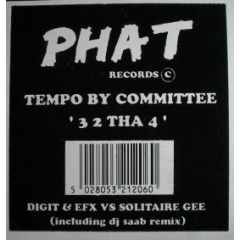 PHAT
RECORDS ©
TEMPO BY COMMITTEE
' 3 2 THA 4 '
5 028053 212060
DIGIT & EFX VS SOLITAIRE GEE
(including dj saab remix)